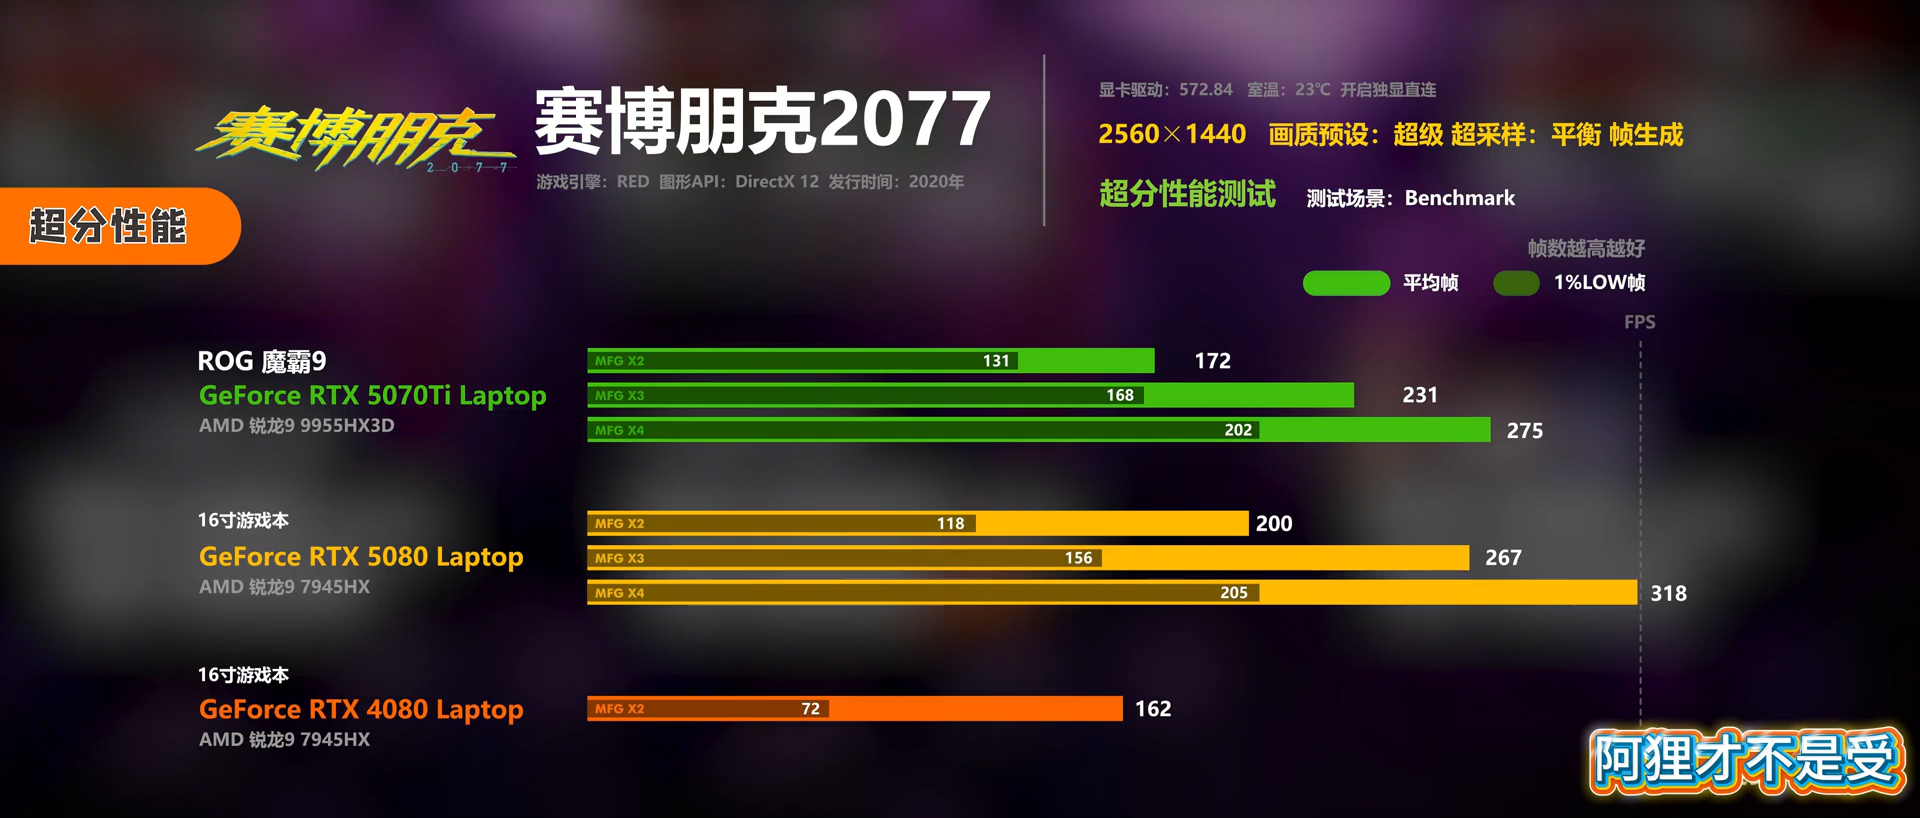 赛博朋克
2077
赛博朋克2077
游戏引擎：RED 图形API：DirectX 12 发行时间：2020年
显卡驱动：572.84 室温：23℃ 开启独显直连
2560×1440 画质预设：超级 超采样：平衡 帧生成
超分性能测试 测试场景：Benchmark
超分性能
帧数越高越好
平均帧 1%LOW帧
FPS
ROG 魔霸9
GeForce RTX 5070Ti Laptop
AMD 锐龙9 9955HX3D
MFG X2 131 172
MFG X3 168 231
MFG X4 202 275
16寸游戏本
GeForce RTX 5080 Laptop
AMD 锐龙9 7945HX
MFG X2 118 200
MFG X3 156 267
MFG X4 205 318
16寸游戏本
GeForce RTX 4080 Laptop
AMD 锐龙9 7945HX
MFG X2 72 162
阿狸才不是受